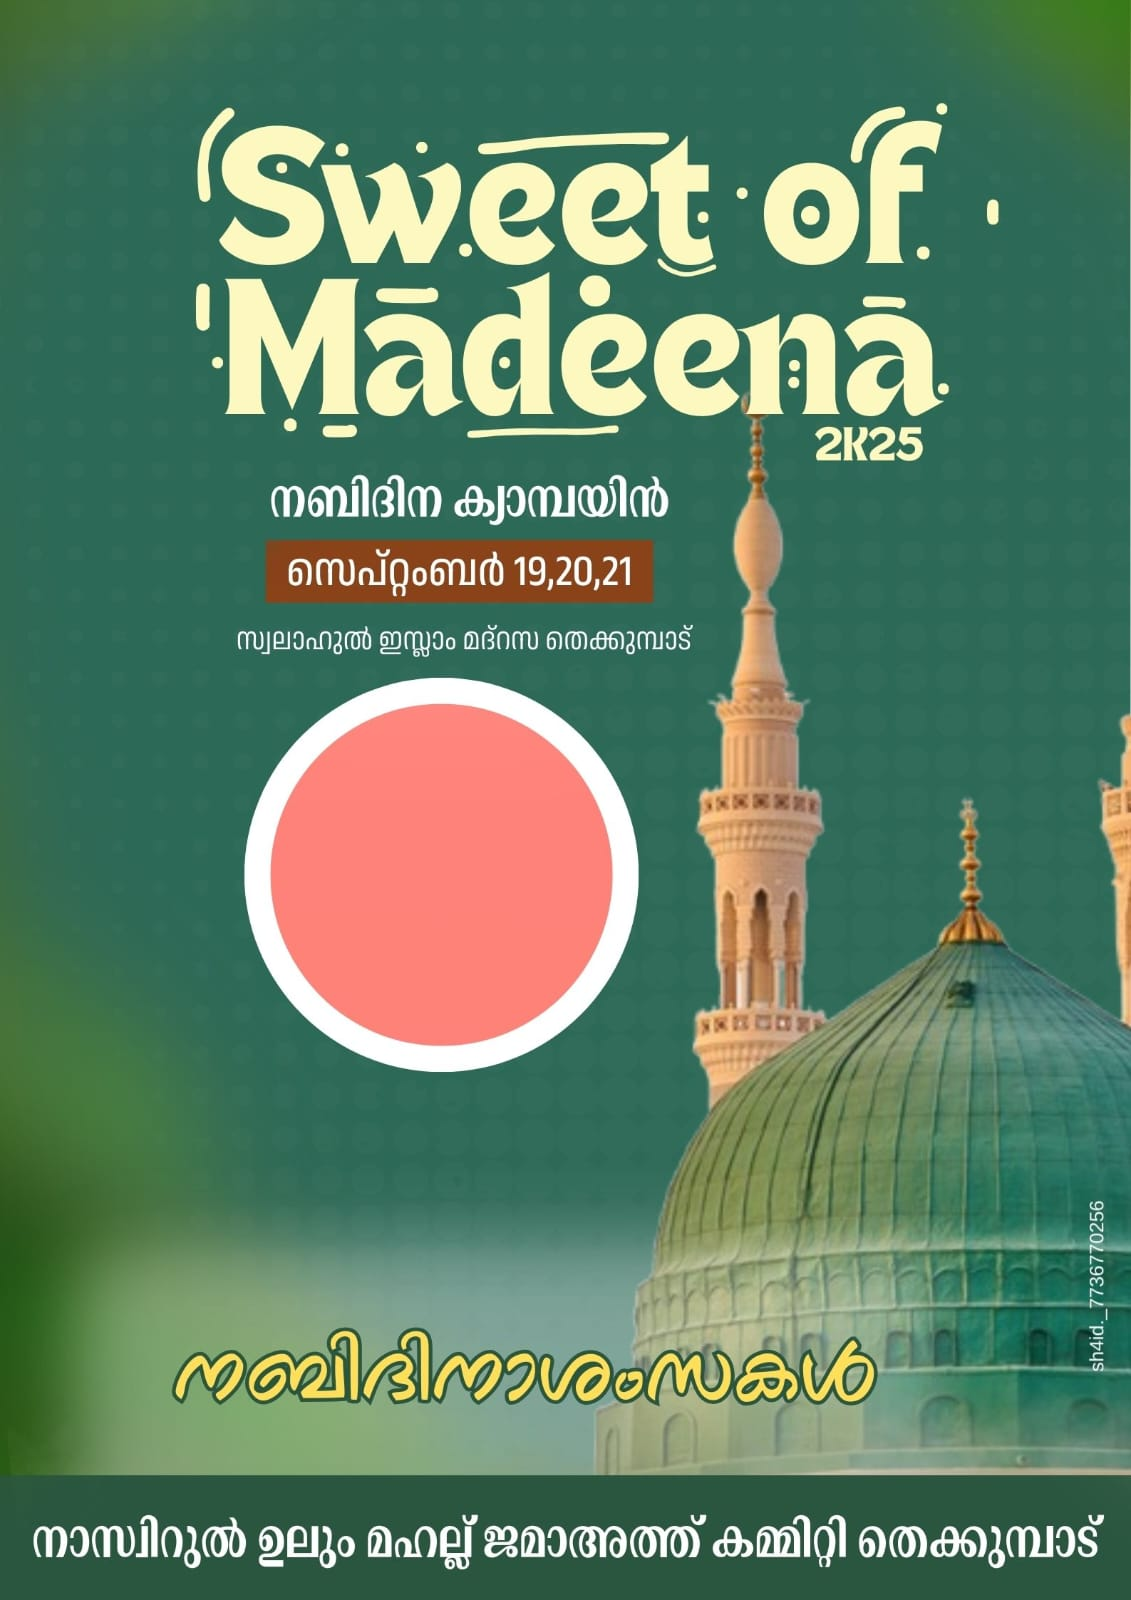 Sweet of
Madeena
2K25
നബിദിന ക്യാമ്പയിൻ
സെപ്റ്റംബർ 19,20,21
സ്വലാഹുൽ ഇസ്ലാം മദ്റസ തെക്കുമ്പാട്
sh4id._7736770256
നബിദിനാശംസകൾ
നാസ്വിറുൽ ഉലും മഹല്ല് ജമാഅത്ത് കമ്മിറ്റി തെക്കുമ്പാട്